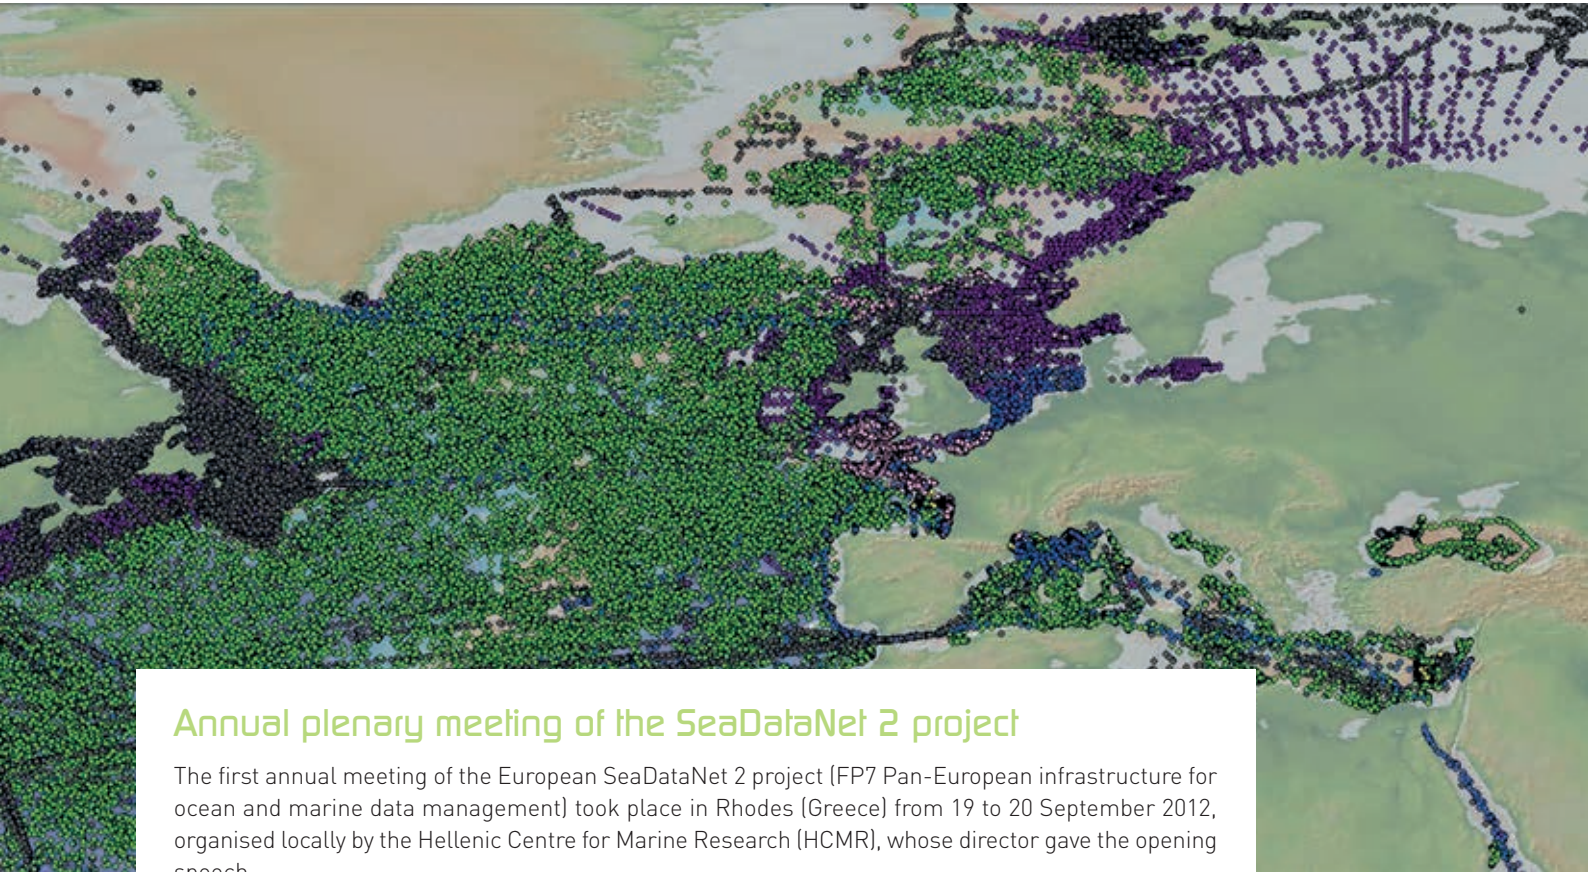 Annual plenary meeting of the SeaDataNet 2 project
The first annual meeting of the European SeaDataNet 2 project (FP7 Pan-European infrastructure for
ocean and marine data management) took place in Rhodes (Greece) from 19 to 20 September 2012,
organised locally by the Hellenic Centre for Marine Research (HCMR), whose director gave the opening
speech